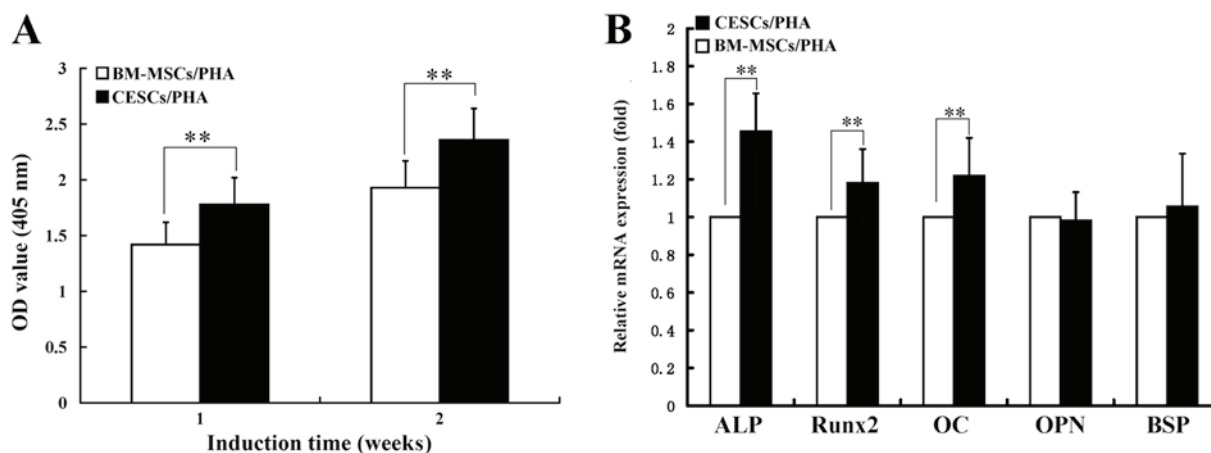 A
OD value (405 nm)
3
2.5
2
1.5
1
0.5
0
BM-MSCs/PHA
CESCs/PHA
**
**
1
2
Induction time (weeks)
B
Relative mRNA expression (fold)
2
1.8
1.6
1.4
1.2
1
0.8
0.6
0.4
0.2
0
CESCs/PHA
BM-MSCs/PHA
**
**
**
ALP
Runx2
OC
OPN
BSP